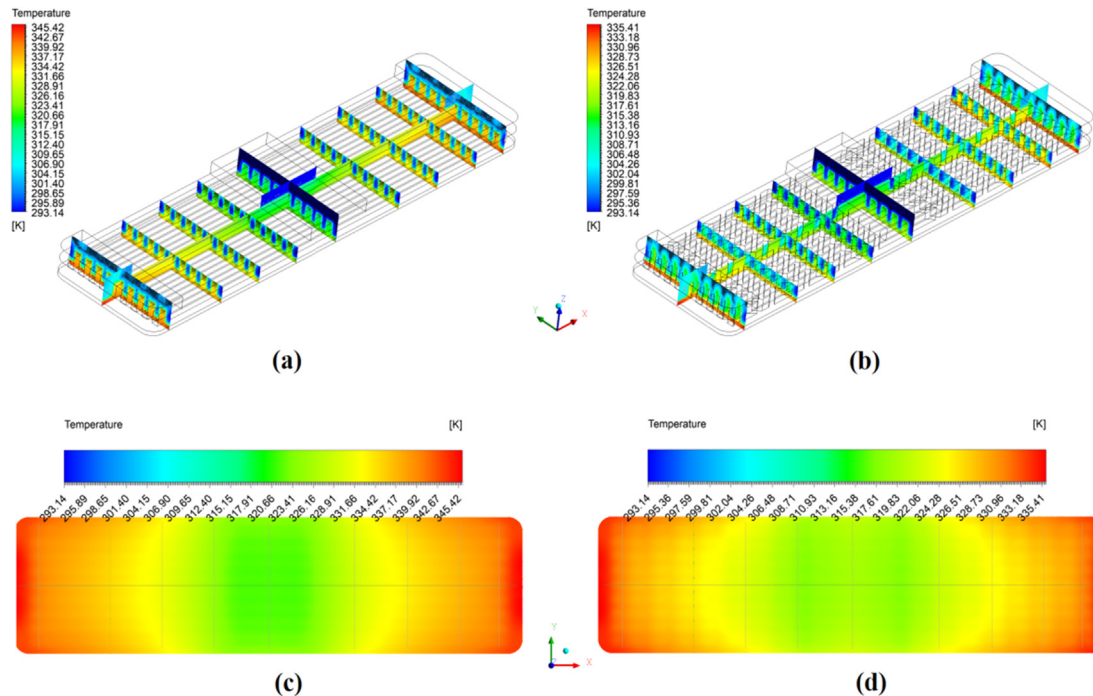 Temperature
345.42
342.67
339.92
337.17
334.42
331.66
328.91
326.16
323.41
320.66
317.91
315.15
312.40
309.65
306.90
304.15
301.40
298.65
295.89
293.14
[K]
Z
Y
X
(a)
Temperature
335.41
333.18
330.96
328.73
326.51
324.28
322.06
319.83
317.61
315.38
313.16
310.93
308.71
306.48
304.26
302.04
299.81
297.59
295.36
293.14
[K]
(b)
Temperature [K]
293.14 295.89 298.65 301.40 304.15 306.90 309.65 312.40 315.15 317.91 320.66 323.41 326.16 328.91 331.66 334.42 337.17 339.92 342.67 345.42
Y
Z X
(c)
Temperature [K]
293.14 295.36 297.59 299.81 302.04 304.26 306.48 308.71 310.93 313.16 315.38 317.61 319.83 322.06 324.28 326.51 328.73 330.96 333.18 335.41
(d)